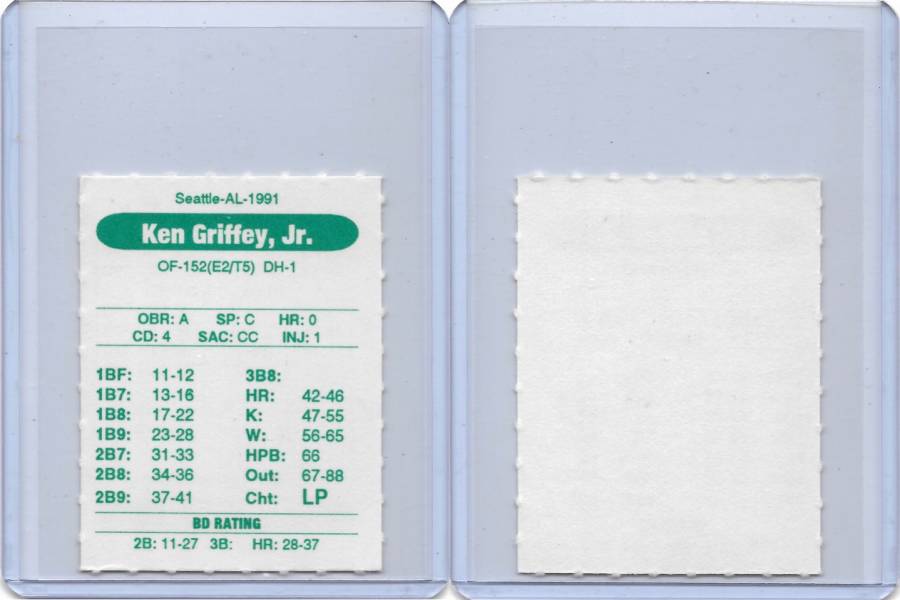 Seattle-AL-1991
Ken Griffey, Jr.
OF-152(E2/T5) DH-1
OBR: A SP: C HR: 0
CD: 4 SAC: CC INJ: 1
1BF: 11-12 3B8:
1B7: 13-16 HR: 42-46
1B8: 17-22 K: 47-55
1B9: 23-28 W: 56-65
2B7: 31-33 HPB: 66
2B8: 34-36 Out: 67-88
2B9: 37-41 Cht: LP
BD RATING
2B: 11-27 3B: HR: 28-37